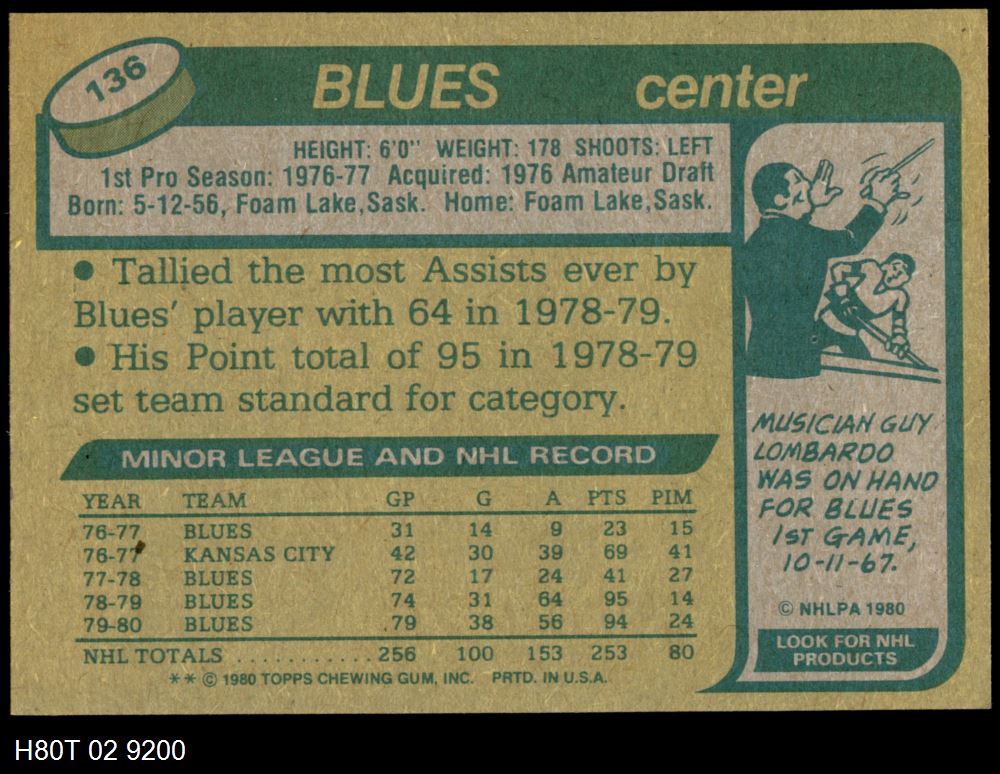 136
BLUES center
HEIGHT: 6'0" WEIGHT: 178 SHOOTS: LEFT
1st Pro Season: 1976-77 Acquired: 1976 Amateur Draft
Born: 5-12-56, Foam Lake, Sask. Home: Foam Lake, Sask.
• Tallied the most Assists ever by
Blues' player with 64 in 1978-79.
• His Point total of 95 in 1978-79
set team standard for category.
MINOR LEAGUE AND NHL RECORD
YEAR TEAM GP G A PTS PIM
76-77 BLUES 31 14 9 23 15
76-77 KANSAS CITY 42 30 39 69 41
77-78 BLUES 72 17 24 41 27
78-79 BLUES 74 31 64 95 14
79-80 BLUES .79 38 56 94 24
NHL TOTALS ........... 256 100 153 253 80
** © 1980 TOPPS CHEWING GUM, INC. PRTD. IN U.S.A.
MUSICIAN GUY
LOMBARDO
WAS ON HAND
FOR BLUES
1ST GAME,
10-11-67.
© NHLPA 1980
LOOK FOR NHL
PRODUCTS
H80T 02 9200